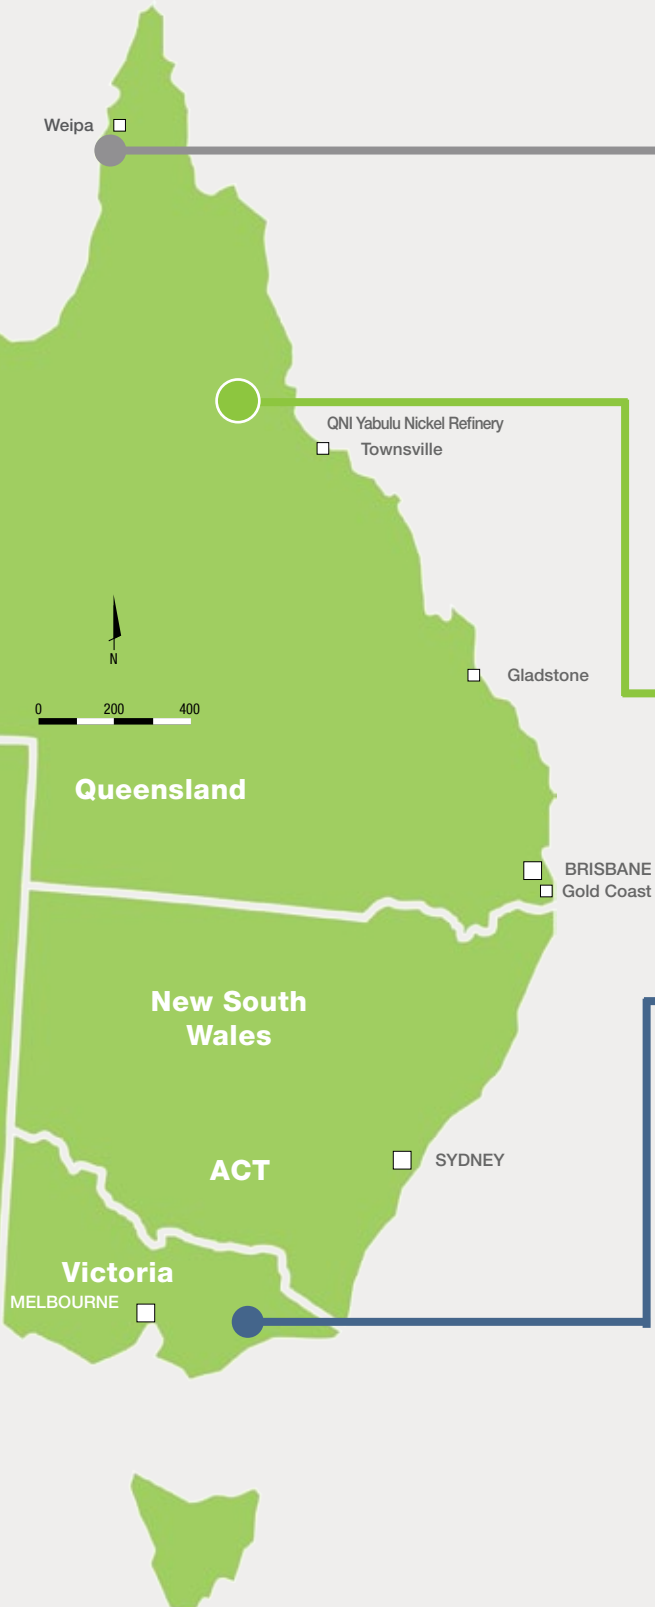 Weipa
QNI Yabulu Nickel Refinery
Townsville
N
Gladstone
0 200 400
Queensland
BRISBANE
Gold Coast
New South
Wales
ACT
SYDNEY
Victoria
MELBOURNE